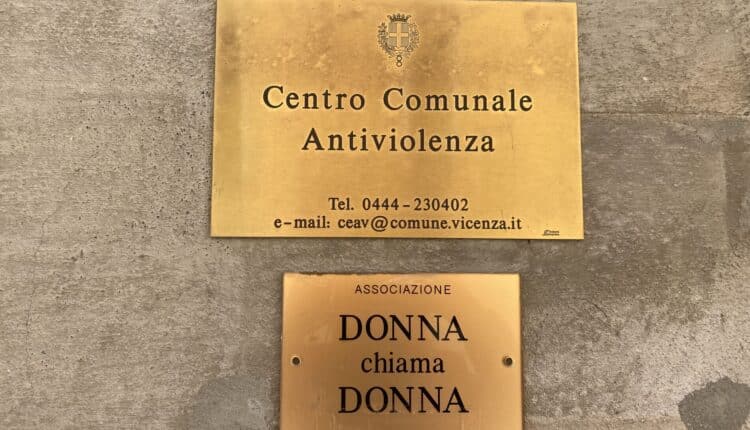 Centro Comunale
Antiviolenza
Tel. 0444-230402
e-mail: ceav@comune.vicenza.it
ASSOCIAZIONE
DONNA
chiama
DONNA